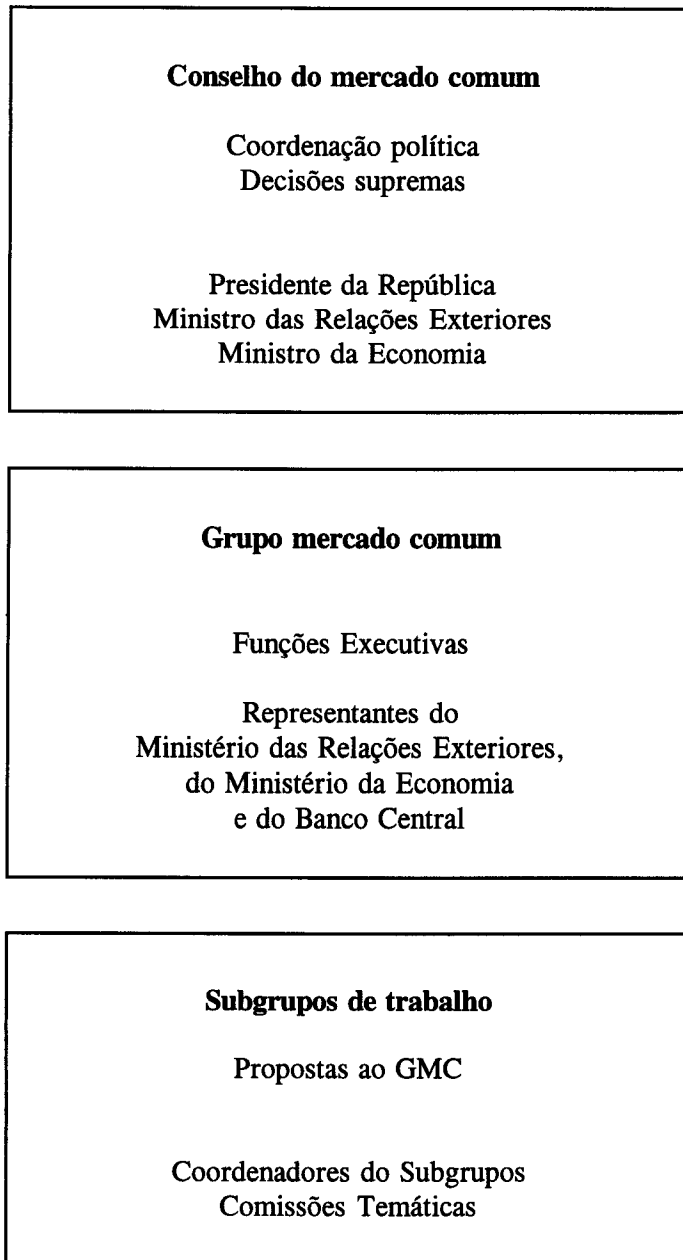 Conselho do mercado comum
Coordenação política
Decisões supremas
Presidente da República
Ministro das Relações Exteriores
Ministro da Economia
Grupo mercado comum
Funções Executivas
Representantes do
Ministério das Relações Exteriores,
do Ministério da Economia
e do Banco Central
Subgrupos de trabalho
Propostas ao GMC
Coordenadores do Subgrupos
Comissões Temáticas